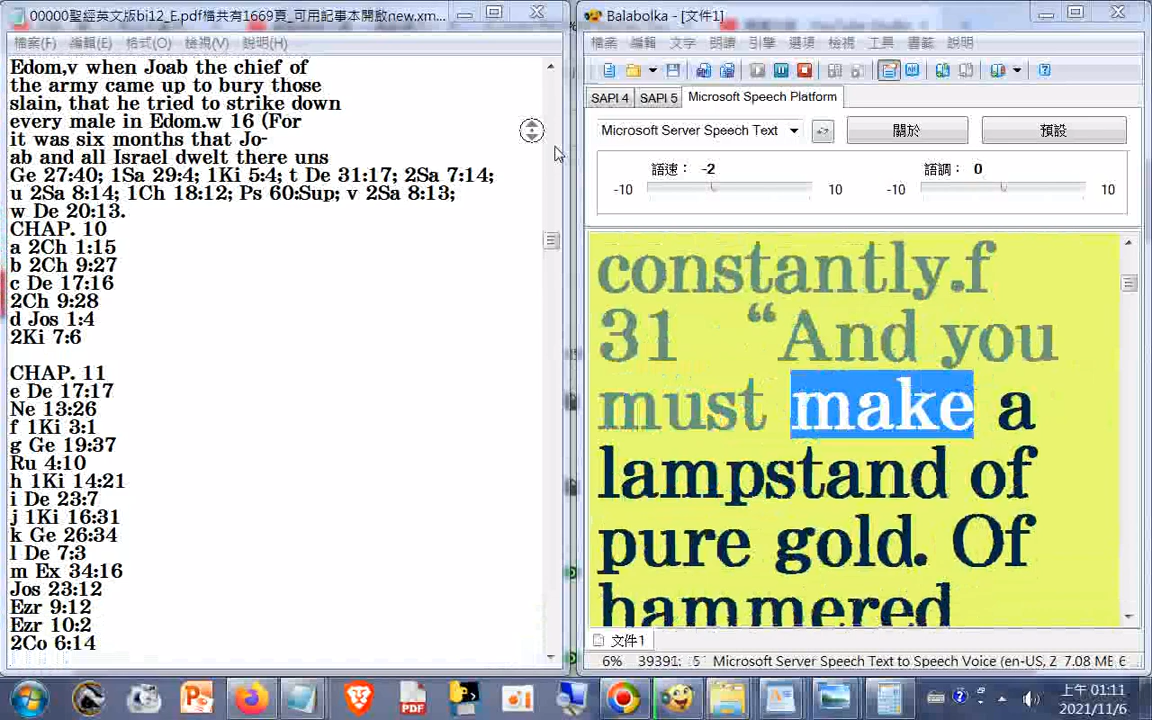 00000聖經英文版bi12_E.pdf檔共有1669頁_可用記事本開啟new.xm...
檔案(F) 編輯(E) 格式(O) 檢視(V) 說明(H)
Edom,v when Joab the chief of
the army came up to bury those
slain, that he tried to strike down
every male in Edom.w 16 (For
it was six months that Jo-
ab and all Israel dwelt there uns
Ge 27:40; 1Sa 29:4; 1Ki 5:4; t De 31:17; 2Sa 7:14;
u 2Sa 8:14; 1Ch 18:12; Ps 60:Sup; v 2Sa 8:13;
w De 20:13.
CHAP. 10
a 2Ch 1:15
b 2Ch 9:27
c De 17:16
2Ch 9:28
d Jos 1:4
2Ki 7:6
CHAP. 11
e De 17:17
Ne 13:26
f 1Ki 3:1
g Ge 19:37
Ru 4:10
h 1Ki 14:21
i De 23:7
j 1Ki 16:31
k Ge 26:34
l De 7:3
m Ex 34:16
Jos 23:12
Ezr 9:12
Ezr 10:2
2Co 6:14
Balabolka - [文件1]
檔案 編輯 文字 朗讀 引擎 選項 檢視 工具 書籤 說明
SAPI 4 SAPI 5 Microsoft Speech Platform
Microsoft Server Speech Text 關於 預設
語速: -2 語調: 0
-10 10 -10 10
constantly.f
31 “And you
must make a
lampstand of
pure gold. Of
hammered
文件1
6% 39391: 5 Microsoft Server Speech Text to Speech Voice (en-US, 2 7.08 MB 6
PDF
上午 01:11
2021/11/6